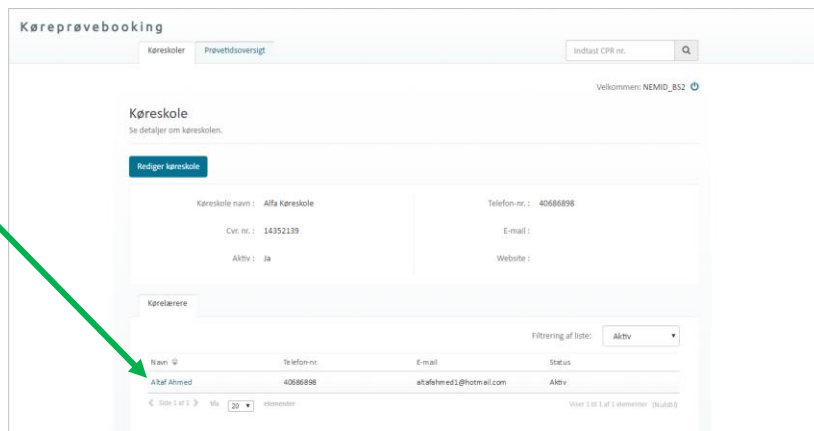 Køreprøvebooking
Køreskoler Prøvetidsoversigt Indtast CPR nr.
Velkommen: NEMID_BS2
Køreskole
Se detaljer om køreskolen.
Rediger køreskole
Køreskole navn : Alfa Køreskole Telefon-nr. : 40686898
Cvr. nr. : 14352139 E-mail :
Aktiv : Ja Website :
Kørelærere
Filtrering af liste: Aktiv
Navn Telefon-nr. E-mail Status
Altaf Ahmed 40686898 altafahmed1@hotmail.com Aktiv
Side 1 af 1 Vis 20 elementer Viser 1 til 1 af 1 elementer (Nulstil)